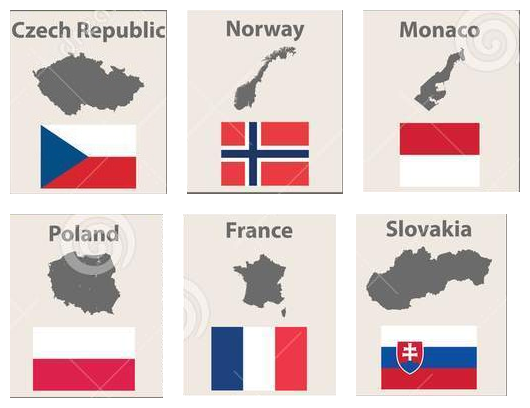 Czech Republic
Norway
Monaco
Poland
France
Slovakia